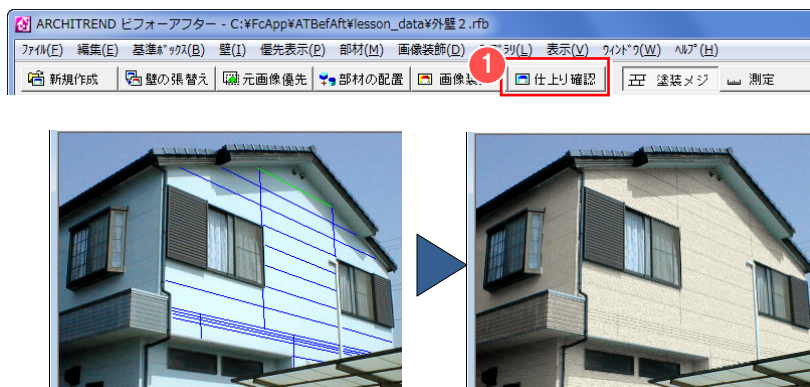 ARCHITREND ビフォーアフター - C:¥FcApp¥ATBefAft¥lesson_data¥外壁２.rfb
ﾌｧｲﾙ(F) 編集(E) 基準ﾎﾞｯｸｽ(B) 壁(I) 優先表示(P) 部材(M) 画像装飾(D) ﾗﾘ(L) 表示(V) ｳｨﾝﾄﾞｳ(W) ﾍﾙﾌﾟ(H)
新規作成 壁の張替え 元画像優先 部材の配置 画像装 1 仕上り確認 塗装メジ 測定